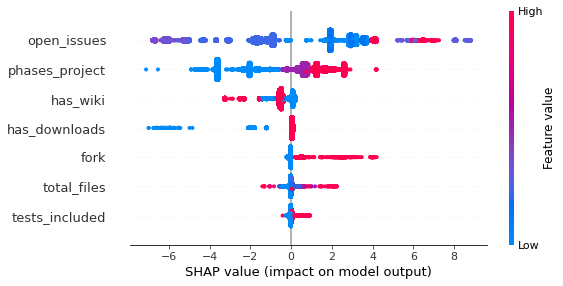 High
open_issues
phases_project
has_wiki
has_downloads
fork
total_files
tests_included
Feature value
Low
−6 −4 −2 0 2 4 6 8
SHAP value (impact on model output)